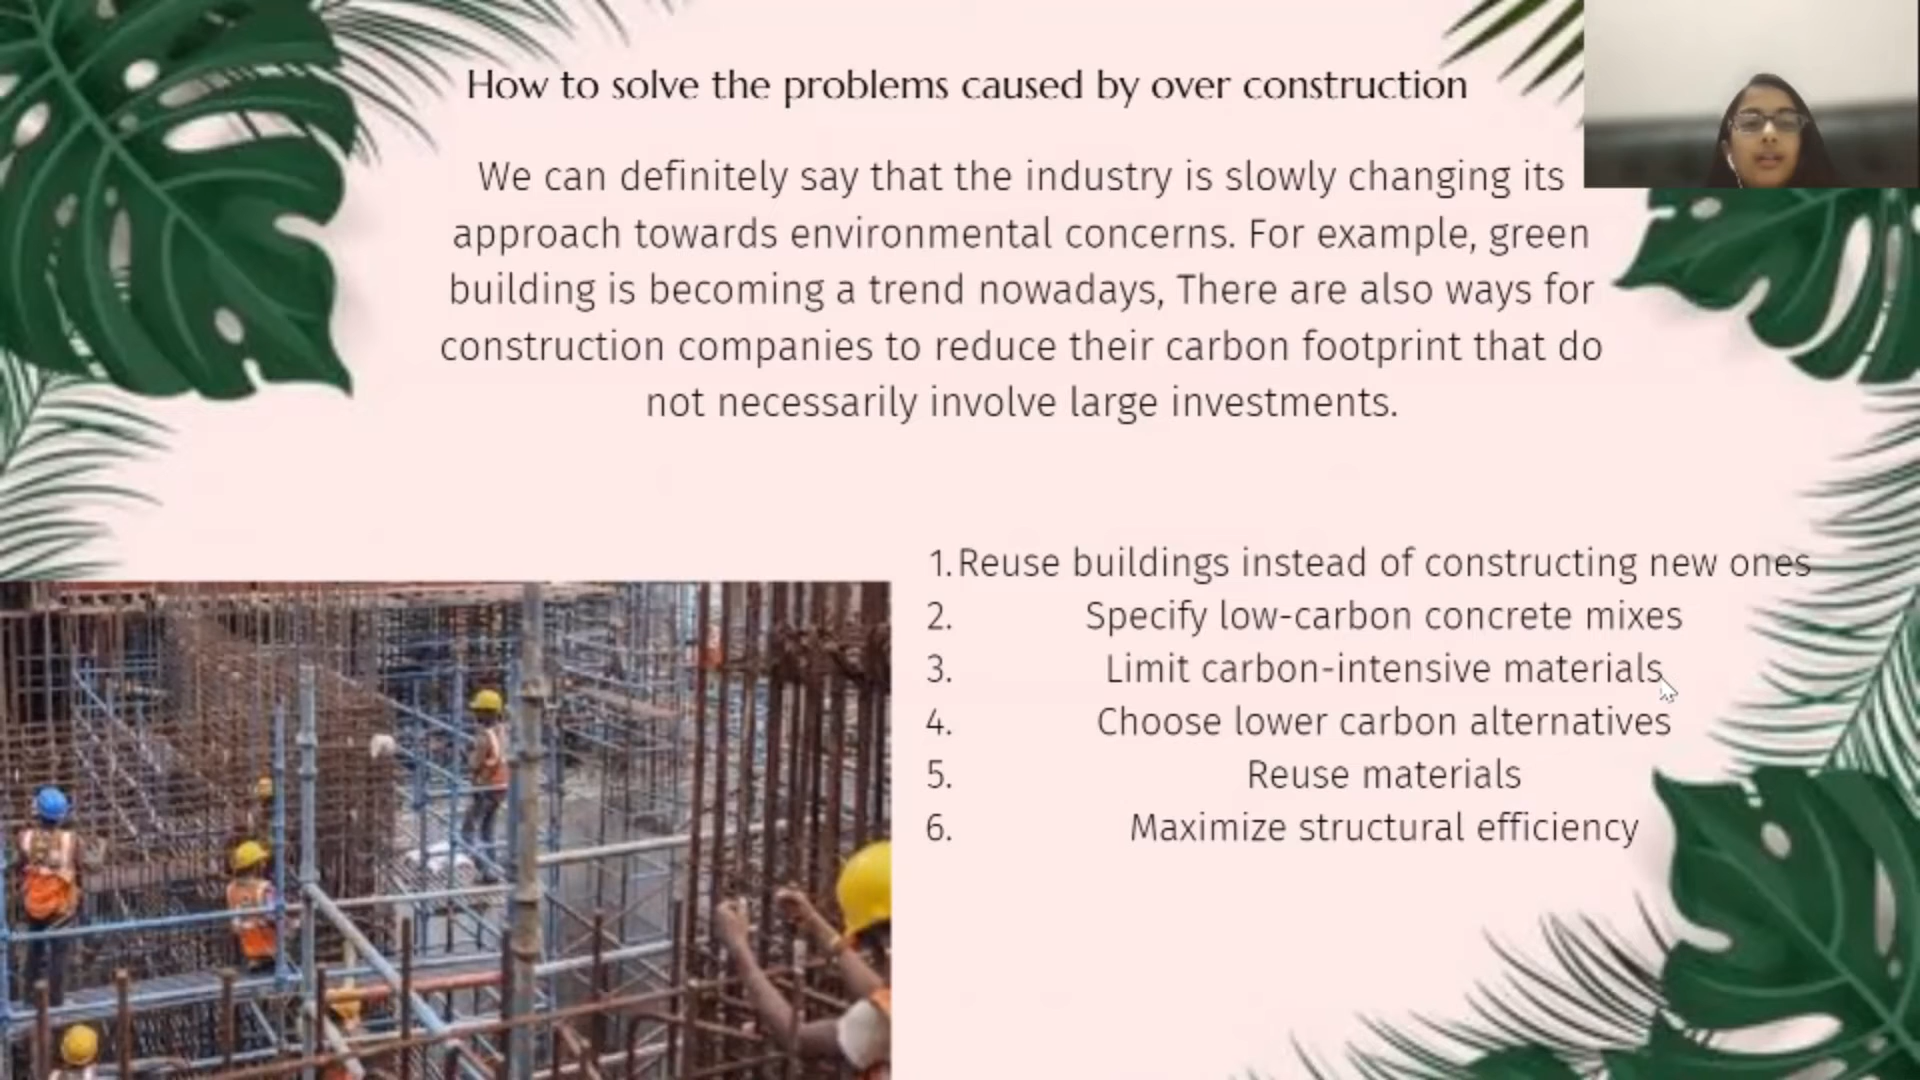 How to solve the problems caused by over construction
We can definitely say that the industry is slowly changing its
approach towards environmental concerns. For example, green
building is becoming a trend nowadays, There are also ways for
construction companies to reduce their carbon footprint that do
not necessarily involve large investments.
1. Reuse buildings instead of constructing new ones
2. Specify low-carbon concrete mixes
3. Limit carbon-intensive materials
4. Choose lower carbon alternatives
5. Reuse materials
6. Maximize structural efficiency